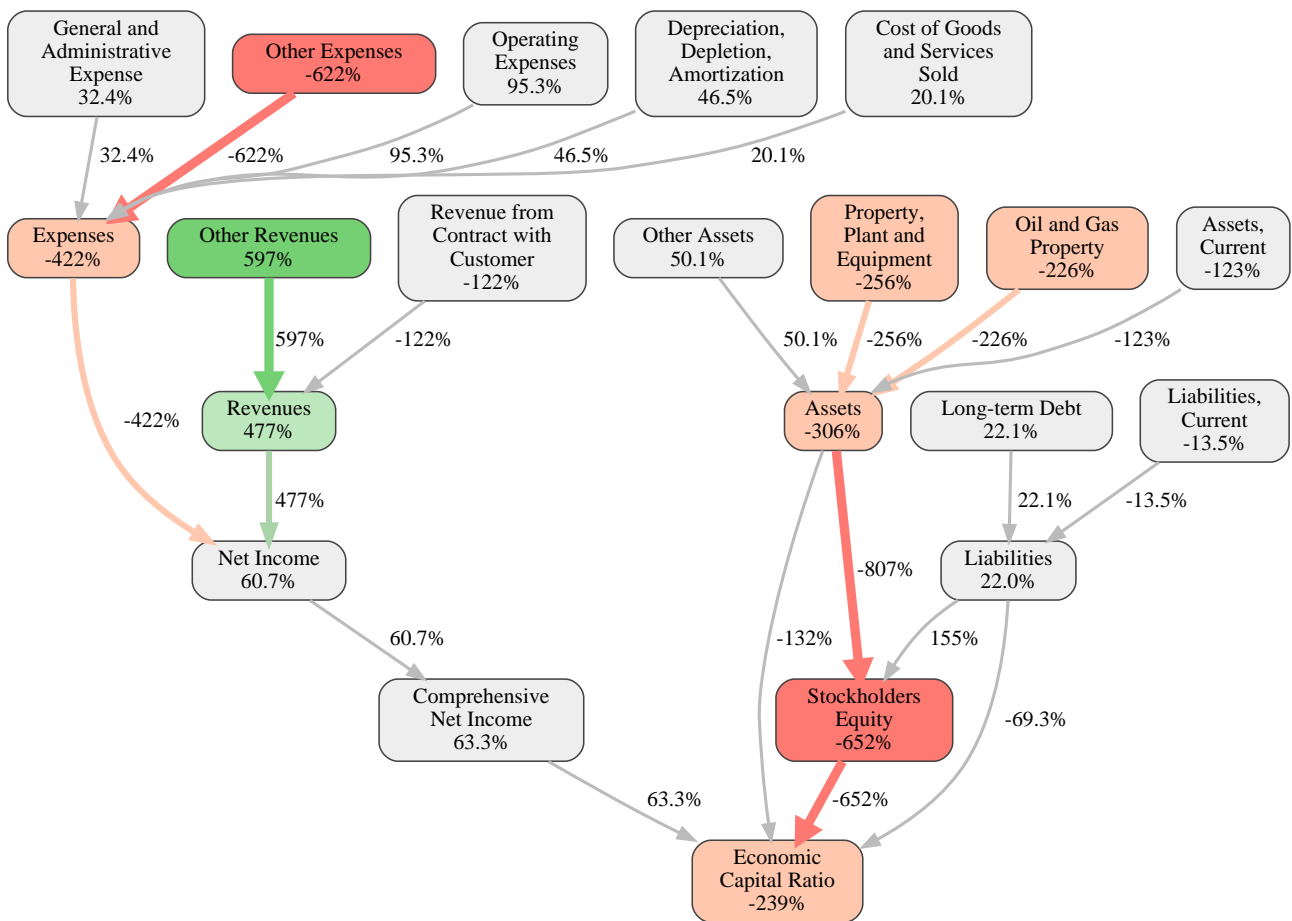 General and
Administrative
Expense
32.4%
Other Expenses
-622%
Operating
Expenses
95.3%
Depreciation,
Depletion,
Amortization
46.5%
Cost of Goods
and Services
Sold
20.1%
32.4%
-622%
95.3%
46.5%
20.1%
Expenses
-422%
Other Revenues
597%
Revenue from
Contract with
Customer
-122%
Other Assets
50.1%
Property,
Plant and
Equipment
-256%
Oil and Gas
Property
-226%
Assets,
Current
-123%
597%
-122%
50.1%
-256%
-226%
-123%
-422%
Revenues
477%
Assets
-306%
Long-term Debt
22.1%
Liabilities,
Current
-13.5%
477%
-807%
22.1%
-13.5%
Net Income
60.7%
Liabilities
22.0%
60.7%
-132%
155%
-69.3%
Comprehensive
Net Income
63.3%
Stockholders
Equity
-652%
63.3%
-652%
Economic
Capital Ratio
-239%